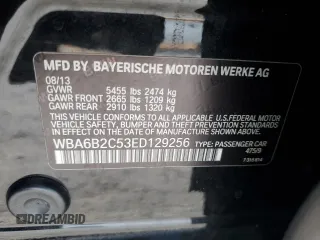 MFD BY BAYERISCHE MOTOREN WERKE AG
08/13
GVWR 5455 lbs 2474 kg
GAWR FRONT 2665 lbs 1209 kg
GAWR REAR 2910 lbs 1320 kg
THIS VEHICLE CONFORMS TO ALL APPLICABLE U.S. FEDERAL MOTOR
VEHICLE SAFETY, BUMPER, AND THEFT PREVENTION STANDARDS
IN EFFECT ON THE DATE OF MANUFACTURE SHOWN ABOVE.
WBA6B2C53ED129256 TYPE: PASSENGER CAR
475/9
DREAMBID